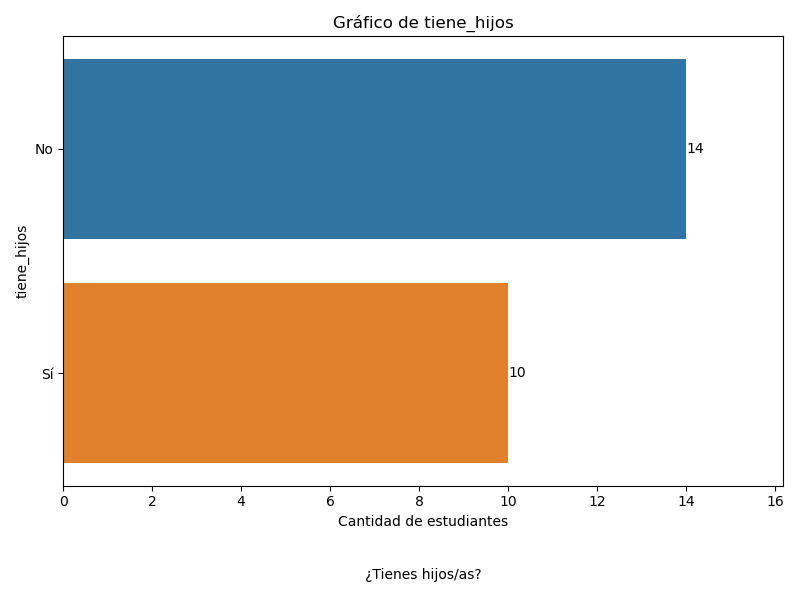 Gráfico de tiene_hijos
tiene_hijos
No
14
Sí
10
0 2 4 6 8 10 12 14 16
Cantidad de estudiantes
¿Tienes hijos/as?